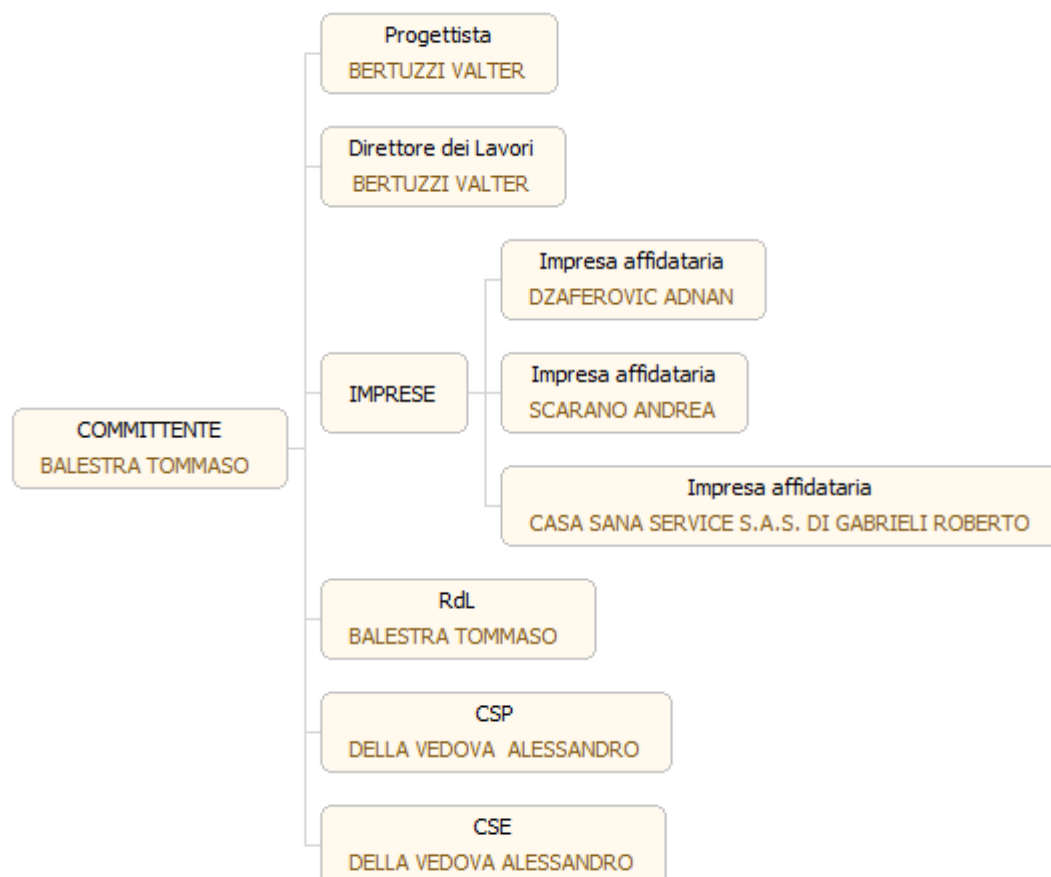 Progettista
BERTUZZI VALTER
Direttore dei Lavori
BERTUZZI VALTER
Impresa affidataria
DZAFEROVIC ADNAN
IMPRESE
Impresa affidataria
SCARANO ANDREA
COMMITTENTE
BALESTRA TOMMASO
Impresa affidataria
CASA SANA SERVICE S.A.S. DI GABRIELI ROBERTO
RdL
BALESTRA TOMMASO
CSP
DELLA VEDOVA  ALESSANDRO
CSE
DELLA VEDOVA ALESSANDRO